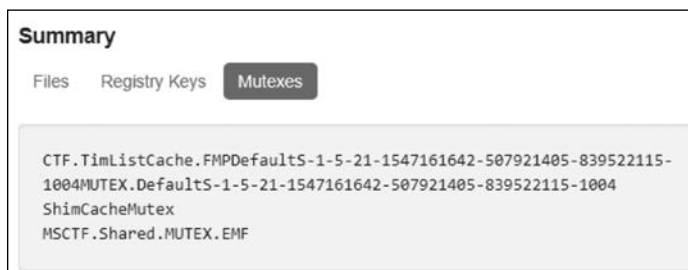 Summary
Files Registry Keys Mutexes
CTF.TimListCache.FMPDefaultS-1-5-21-1547161642-507921405-839522115-
1004MUTEX.DefaultS-1-5-21-1547161642-507921405-839522115-1004
ShimCacheMutex
MSCTF.Shared.MUTEX.EMF